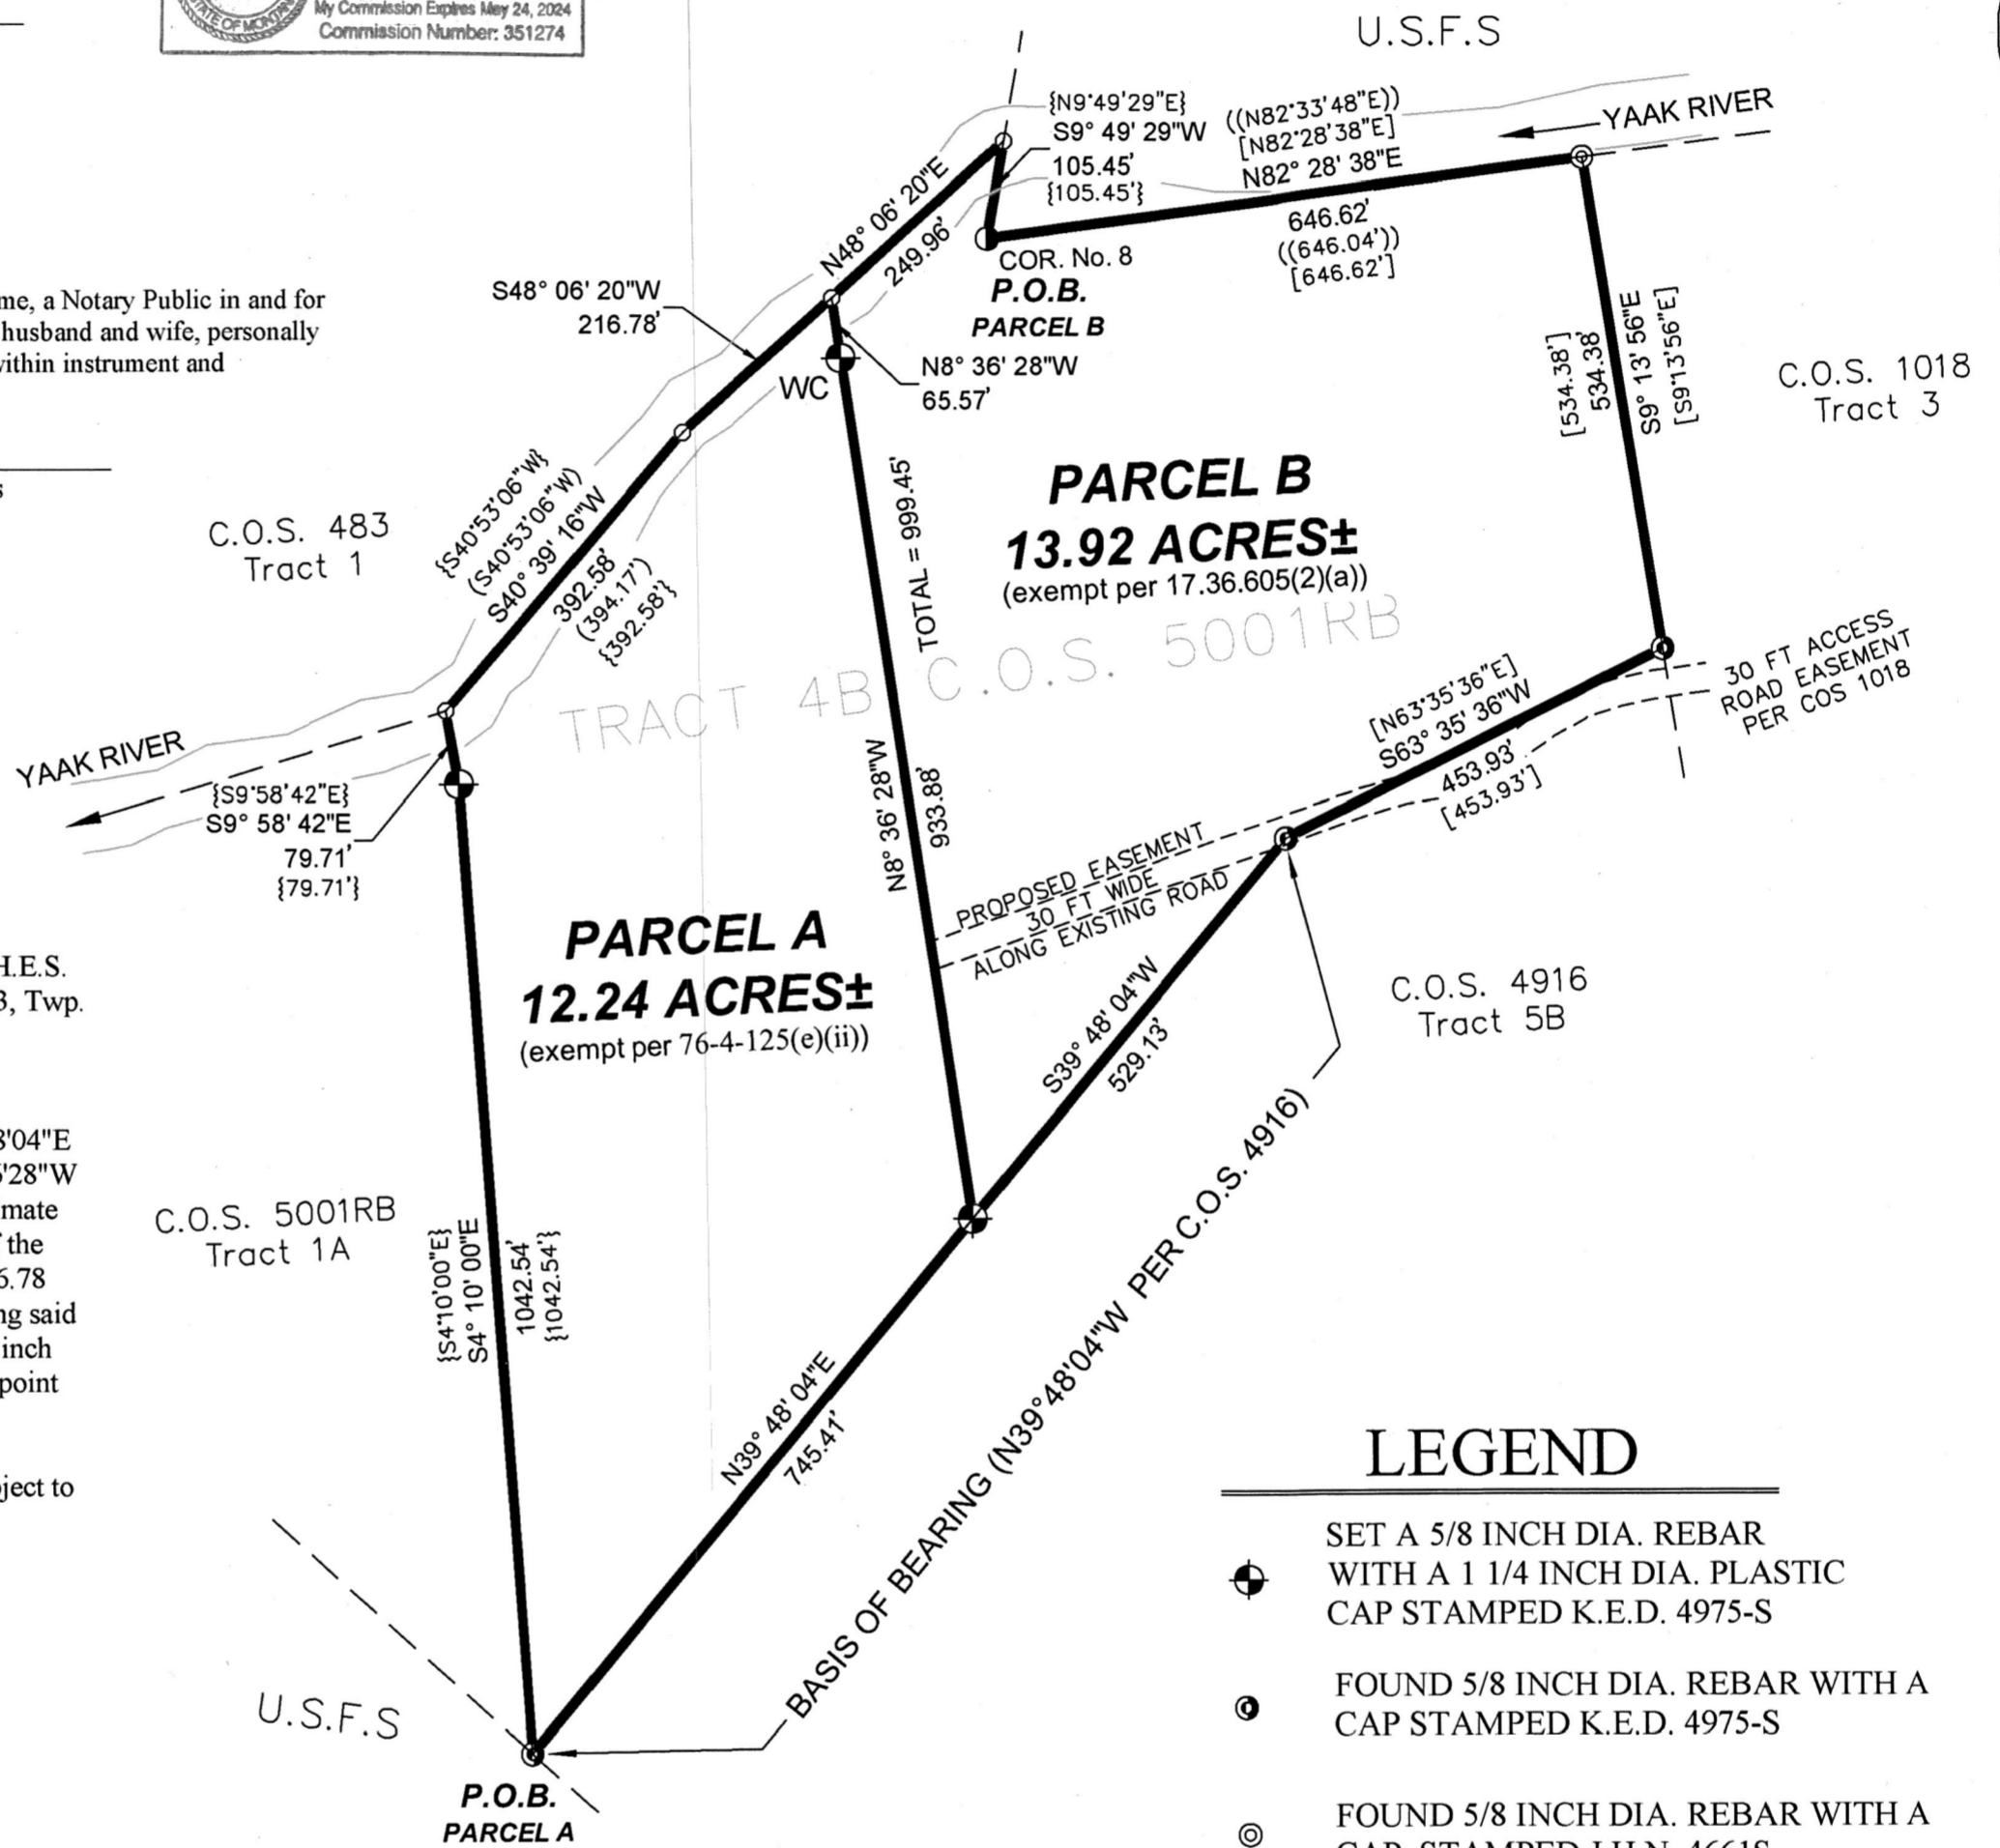 My Commission Expires May 24, 2024
Commission Number: 351274
U.S.F.S
{N9°49'29"E}
S9° 49' 29"W
105.45'
{105.45'}
((N82°33'48"E))
[N82°28'38"E]
N82° 28' 38"E
646.62'
((646.04'))
[646.62']
YAAK RIVER
N48° 06' 20"E
249.96'
COR. No. 8
P.O.B.
PARCEL B
me, a Notary Public in and for
husband and wife, personally
within instrument and
S48° 06' 20"W
216.78'
WC
N8° 36' 28"W
65.57'
[534.38']
534.38'
S9° 13' 56"E
[S9°13'56"E]
C.O.S. 1018
Tract 3
C.O.S. 483
Tract 1
{S40°53'06"W}
(S40°53'06"W)
S40° 39' 16"W
392.58'
(394.17')
{392.58'}
TOTAL = 999.45'
PARCEL B
13.92 ACRES±
(exempt per 17.36.605(2)(a))
TRACT 4B C.O.S. 5001RB
30 FT ACCESS
ROAD EASEMENT
PER COS 1018
[N63°35'36"E]
S63° 35' 36"W
453.93'
[453.93']
YAAK RIVER
{S9°58'42"E}
S9° 58' 42"E
79.71'
{79.71'}
N8° 36' 28"W
933.88'
PROPOSED EASEMENT
30 FT WIDE
ALONG EXISTING ROAD
PARCEL A
12.24 ACRES±
(exempt per 76-4-125(e)(ii))
H.E.S.
3, Twp.
C.O.S. 4916
Tract 5B
S39° 48' 04"W
529.13'
8'04"E
6'28"W
mate
the
6.78
ng said
inch
point
ject to
C.O.S. 5001RB
Tract 1A
{S4°10'00"E}
S4° 10' 00"E
1042.54'
{1042.54'}
N39° 48' 04"E
745.41'
BASIS OF BEARING (N39°48'04"W PER C.O.S. 4916)
U.S.F.S
P.O.B.
PARCEL A
LEGEND
SET A 5/8 INCH DIA. REBAR
WITH A 1 1/4 INCH DIA. PLASTIC
CAP STAMPED K.E.D. 4975-S
FOUND 5/8 INCH DIA. REBAR WITH A
CAP STAMPED K.E.D. 4975-S
FOUND 5/8 INCH DIA. REBAR WITH A